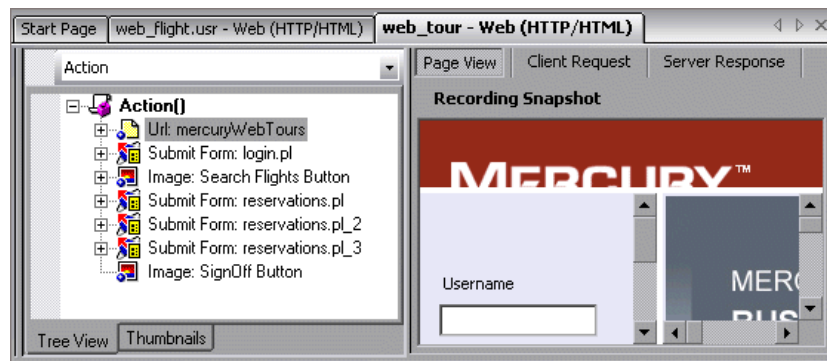 Start Page
web_flight.usr - Web (HTTP/HTML)
web_tour - Web (HTTP/HTML)
Action
Action()
Url: mercuryWebTours
Submit Form: login.pl
Image: Search Flights Button
Submit Form: reservations.pl
Submit Form: reservations.pl_2
Submit Form: reservations.pl_3
Image: SignOff Button
Tree View
Thumbnails
Page View
Client Request
Server Response
Recording Snapshot
MERCURY™
Username